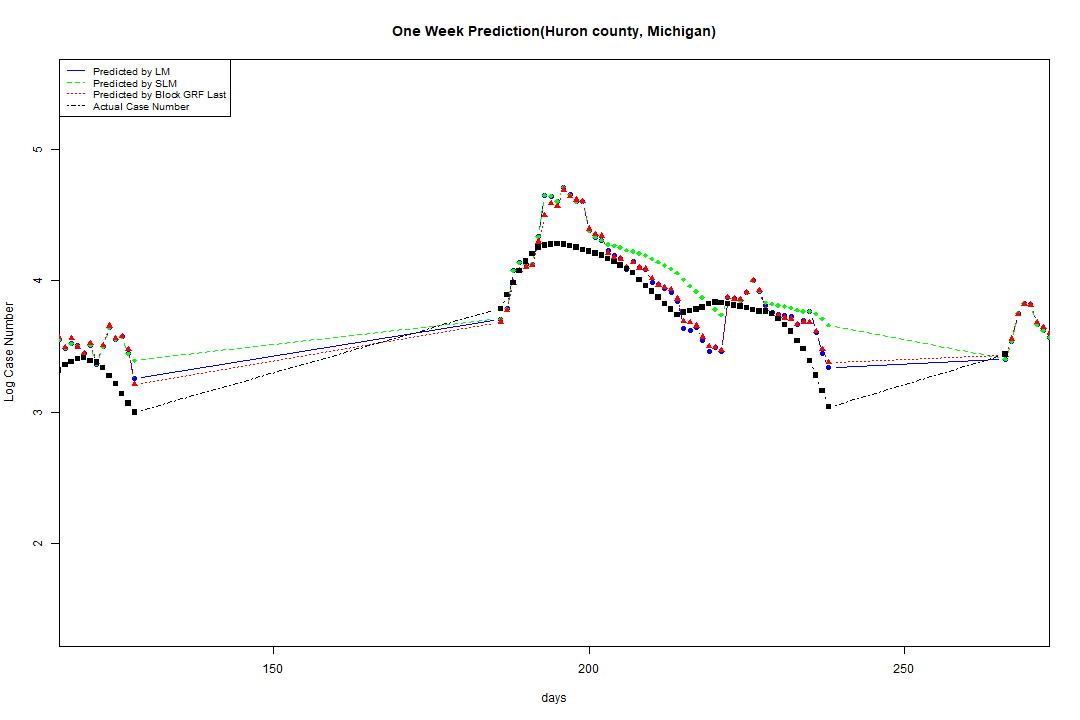 One Week Prediction(Huron county, Michigan)
Predicted by LM
Predicted by SLM
Predicted by Block GRF Last
Actual Case Number
Log Case Number
5
4
3
2
150
200
250
days